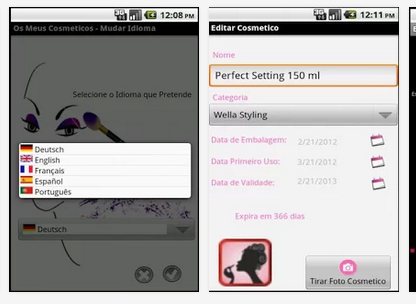 12:08 PM
Os Meus Cosmeticos - Mudar Idioma
Selecione o Idioma que Pretende
Deutsch
English
Français
Español
Português
Deutsch
12:11 PM
Editar Cosmetico
Nome
Perfect Setting 150 ml
Categoria
Wella Styling
Data de Embalagem: 2/21/2012
Data Primeiro Uso: 3/21/2012
Data de Validade: 2/21/2013
Expira em 366 dias
Tirar Foto Cosmetico